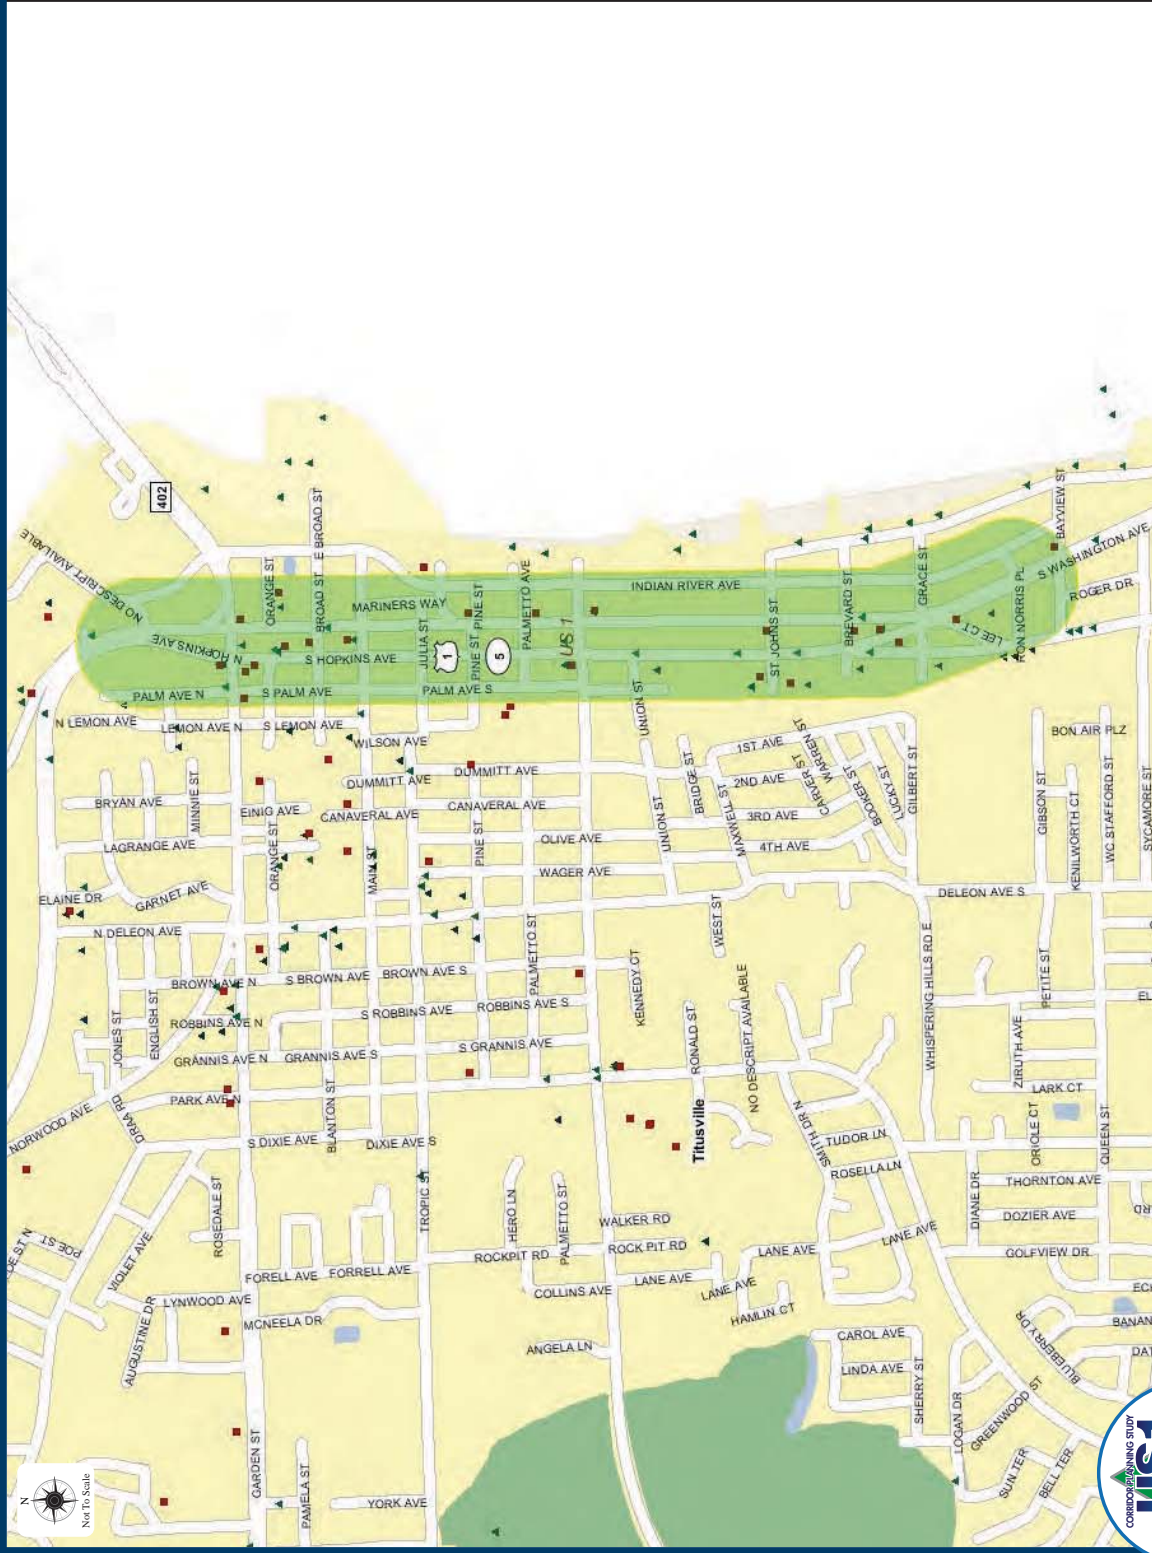 402
NO DESCRIPT AVAILABLE
ORANGE ST
BROAD ST
E BROAD ST
MARINERS WAY
N HOPKINS AVE
S HOPKINS AVE
JULIA ST
1
PINE ST
PINE ST
5
PALMETTO AVE
US 1
INDIAN RIVER AVE
ST JOHNS ST
BREVARD ST
GRACE ST
LEE CT
RON NORRIS PL
BAYVIEW ST
S WASHINGTON AVE
ROGER DR
PALM AVE N
S PALM AVE
PALM AVE S
UNION ST
N LEMON AVE
LEMON AVE N
S LEMON AVE
WILSON AVE
DUMMITT AVE
DUMMITT AVE
1ST AVE
2ND AVE
3RD AVE
4TH AVE
BRIDGE ST
MAXWELL ST
CARVER ST
WARREN ST
BOOKER ST
LUCKY ST
GILBERT ST
BON AIR PLZ
GIBSON ST
KENILWORTH CT
WC STAFFORD ST
SYCAMORE ST
BRYAN AVE
MINNIE ST
EINIG AVE
CANAVERAL AVE
CANAVERAL AVE
LAGRANGE AVE
ORANGE ST
MAIN ST
PINE ST
OLIVE AVE
WAGER AVE
UNION ST
ELAINE DR
GARNET AVE
N DELEON AVE
DELEON AVE S
WEST ST
PALMETTO ST
BROWN AVE N
S BROWN AVE
BROWN AVE S
ROBBINS AVE N
S ROBBINS AVE
ROBBINS AVE S
KENNEDY CT
JONES ST
ENGLISH ST
GRANNIS AVE N
GRANNIS AVE S
S GRANNIS AVE
RONALD ST
NO DESCRIPT AVAILABLE
WHISPERING HILLS RD E
PETITE ST
ZIRUTH AVE
LARK CT
ORIOLE CT
QUEEN ST
NORWOOD AVE
DRAA RD
PARK AVE N
BLANTON ST
S DIXIE AVE
DIXIE AVE S
Titusville
SMITH DR N
TUDOR LN
ROSELLA LN
THORNTON AVE
DOZIER AVE
DIANE DR
GOLFVIEW DR
POE ST
VIOLET AVE
ROSEDALE ST
TROPIC ST
HERO LN
PALMETTO ST
WALKER RD
ROCKPIT RD
ROCK PIT RD
LANE AVE
LANE AVE
LANE AVE
LANE AVE
FORELL AVE
FORRELL AVE
COLLINS AVE
HAMLIN CT
LYNWOOD AVE
AUGUSTINE DR
MCNEELA DR
ANGELA LN
CAROL AVE
LINDA AVE
SHERRY ST
LOGAN DR
GREENWOOD ST
BLUEBERRY DR
BANAN
DAT
SUN TER
BELL TER
GARDEN ST
PAMELA ST
YORK AVE
N
Not To Scale
CORRIDOR PLANNING STUDY
US1